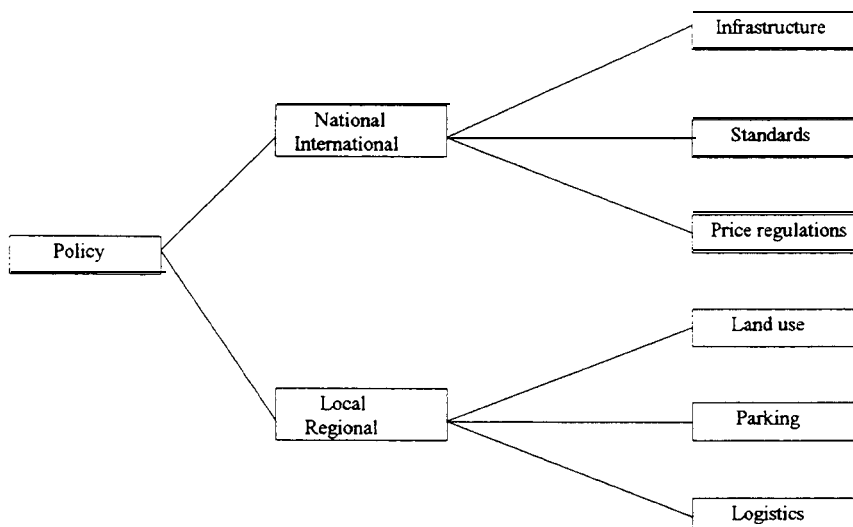 Infrastructure
National
International
Standards
Price regulations
Policy
Land use
Local
Regional
Parking
Logistics